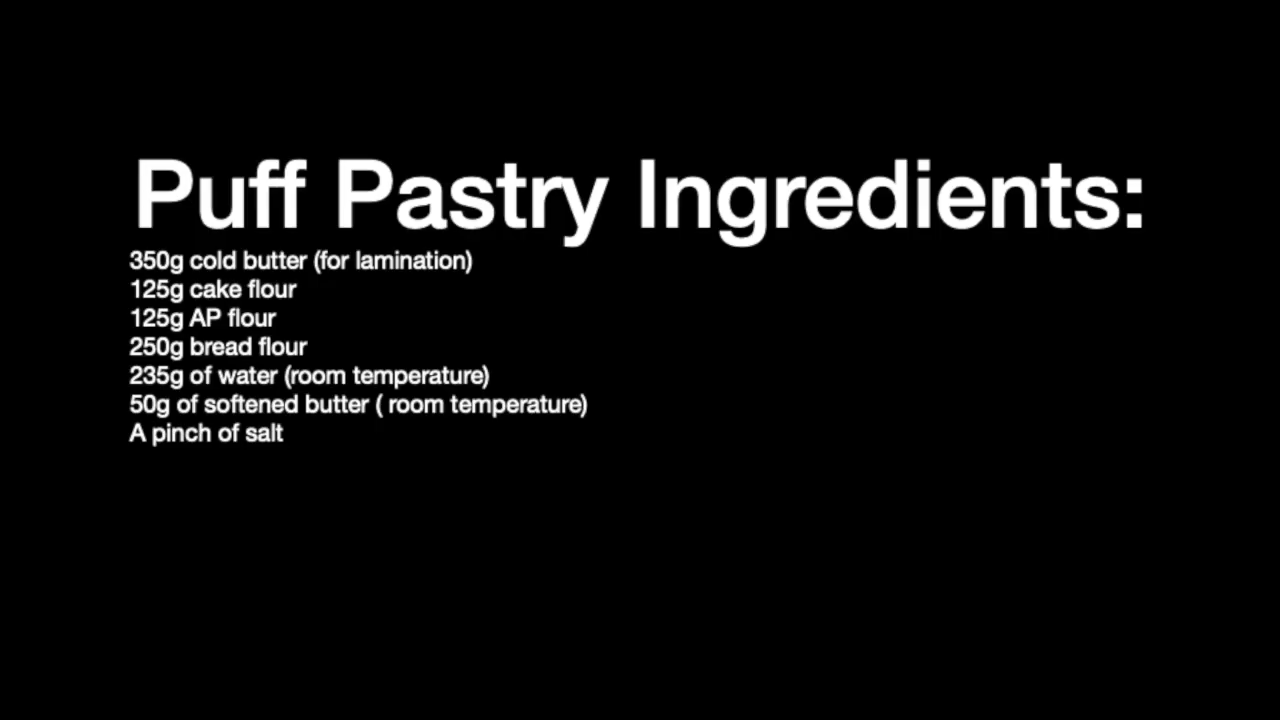 Puff Pastry Ingredients:
350g cold butter (for lamination)
125g cake flour
125g AP flour
250g bread flour
235g of water (room temperature)
50g of softened butter ( room temperature)
A pinch of salt